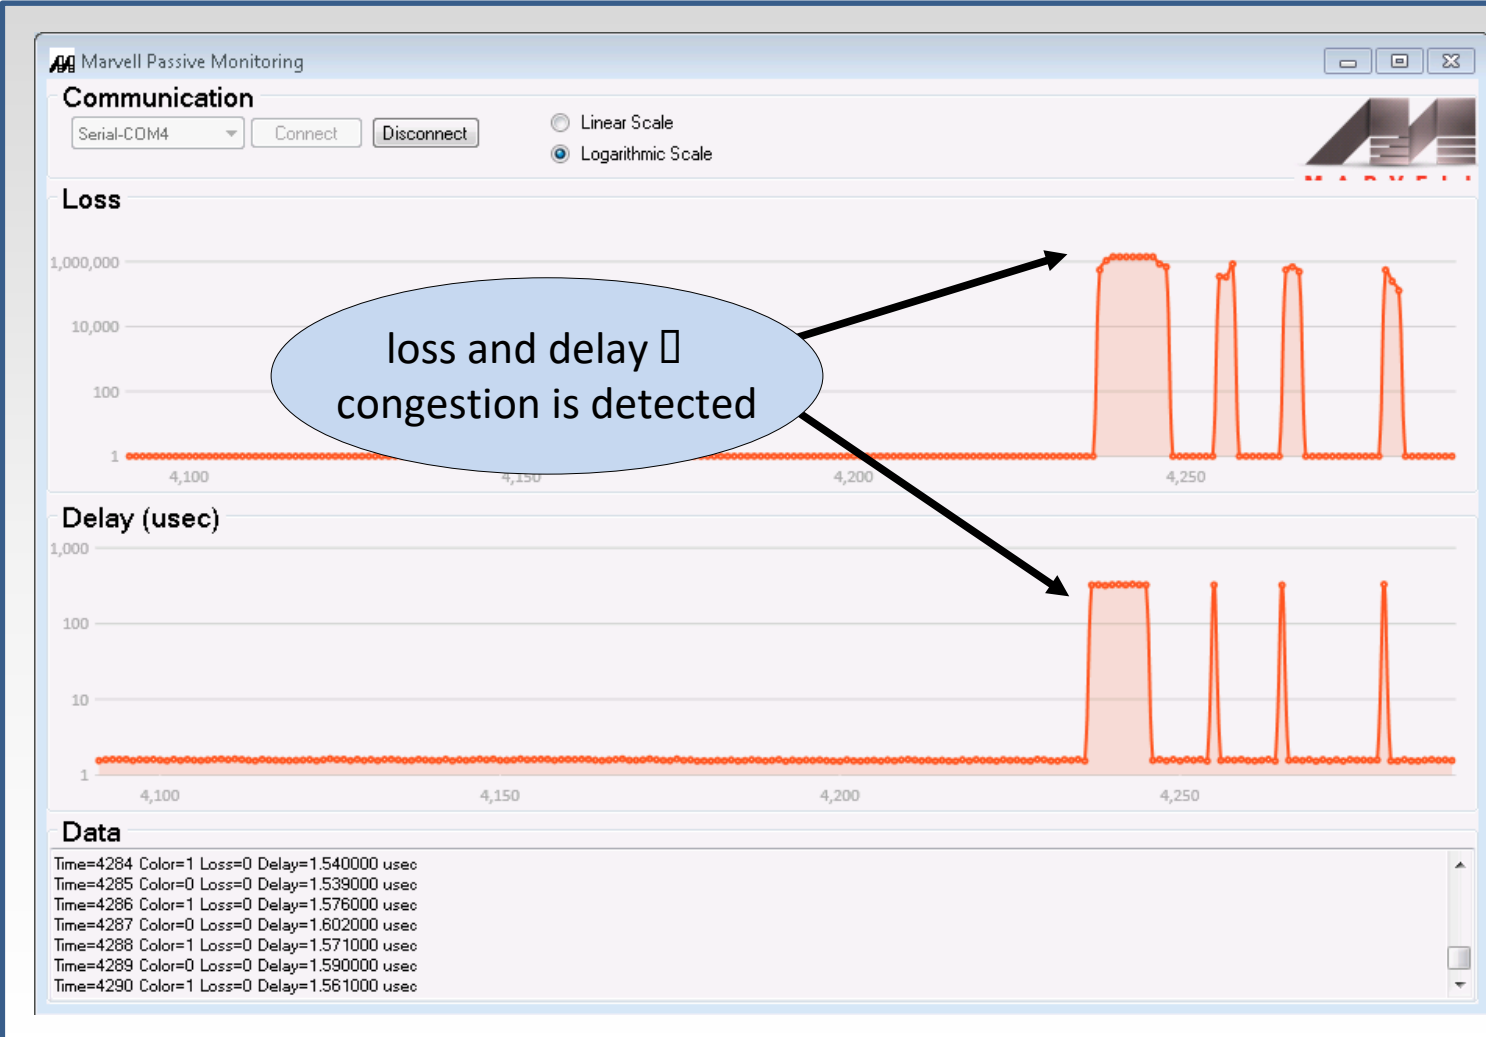 Marvell Passive Monitoring
Communication
Serial-COM4 Connect Disconnect
Linear Scale
Logarithmic Scale
MARVELL
Loss
1,000,000
10,000
100
1
4,100 4,150 4,200 4,250
loss and delay ▯
congestion is detected
Delay (usec)
1,000
100
10
1
4,100 4,150 4,200 4,250
Data
Time=4284 Color=1 Loss=0 Delay=1.540000 usec
Time=4285 Color=0 Loss=0 Delay=1.539000 usec
Time=4286 Color=1 Loss=0 Delay=1.576000 usec
Time=4287 Color=0 Loss=0 Delay=1.602000 usec
Time=4288 Color=1 Loss=0 Delay=1.571000 usec
Time=4289 Color=0 Loss=0 Delay=1.590000 usec
Time=4290 Color=1 Loss=0 Delay=1.561000 usec